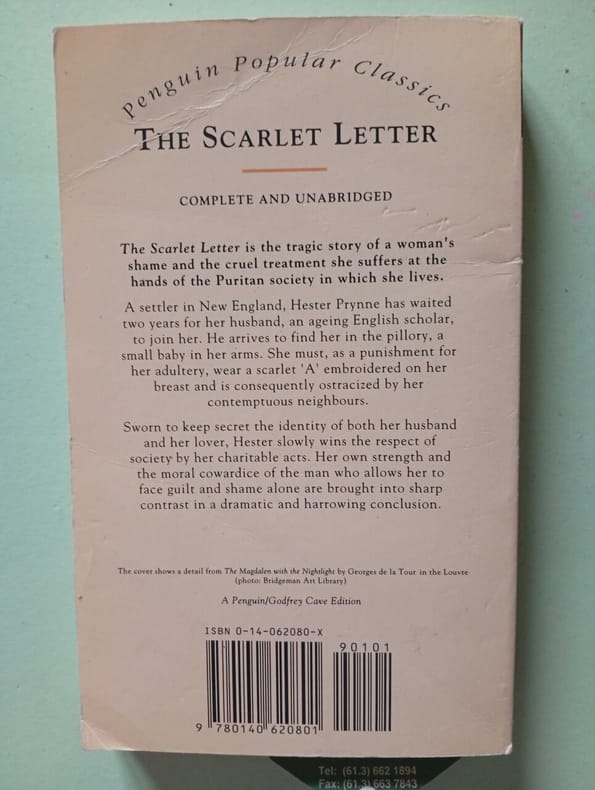 Penguin Popular Classics
THE SCARLET LETTER
COMPLETE AND UNABRIDGED
The Scarlet Letter is the tragic story of a woman's
shame and the cruel treatment she suffers at the
hands of the Puritan society in which she lives.
A settler in New England, Hester Prynne has waited
two years for her husband, an ageing English scholar,
to join her. He arrives to find her in the pillory, a
small baby in her arms. She must, as a punishment for
her adultery, wear a scarlet 'A' embroidered on her
breast and is consequently ostracized by her
contemptuous neighbours.
Sworn to keep secret the identity of both her husband
and her lover, Hester slowly wins the respect of
society by her charitable acts. Her own strength and
the moral cowardice of the man who allows her to
face guilt and shame alone are brought into sharp
contrast in a dramatic and harrowing conclusion.
The cover shows a detail from The Magdalen with the Nightlight by Georges de la Tour in the Louvre
(photo: Bridgeman Art Library)
A Penguin/Godfrey Cave Edition
ISBN 0-14-062080-X
90101
9 780140 620801
Tel: (61.3) 662 1894
Fax: (61.3) 663 7843